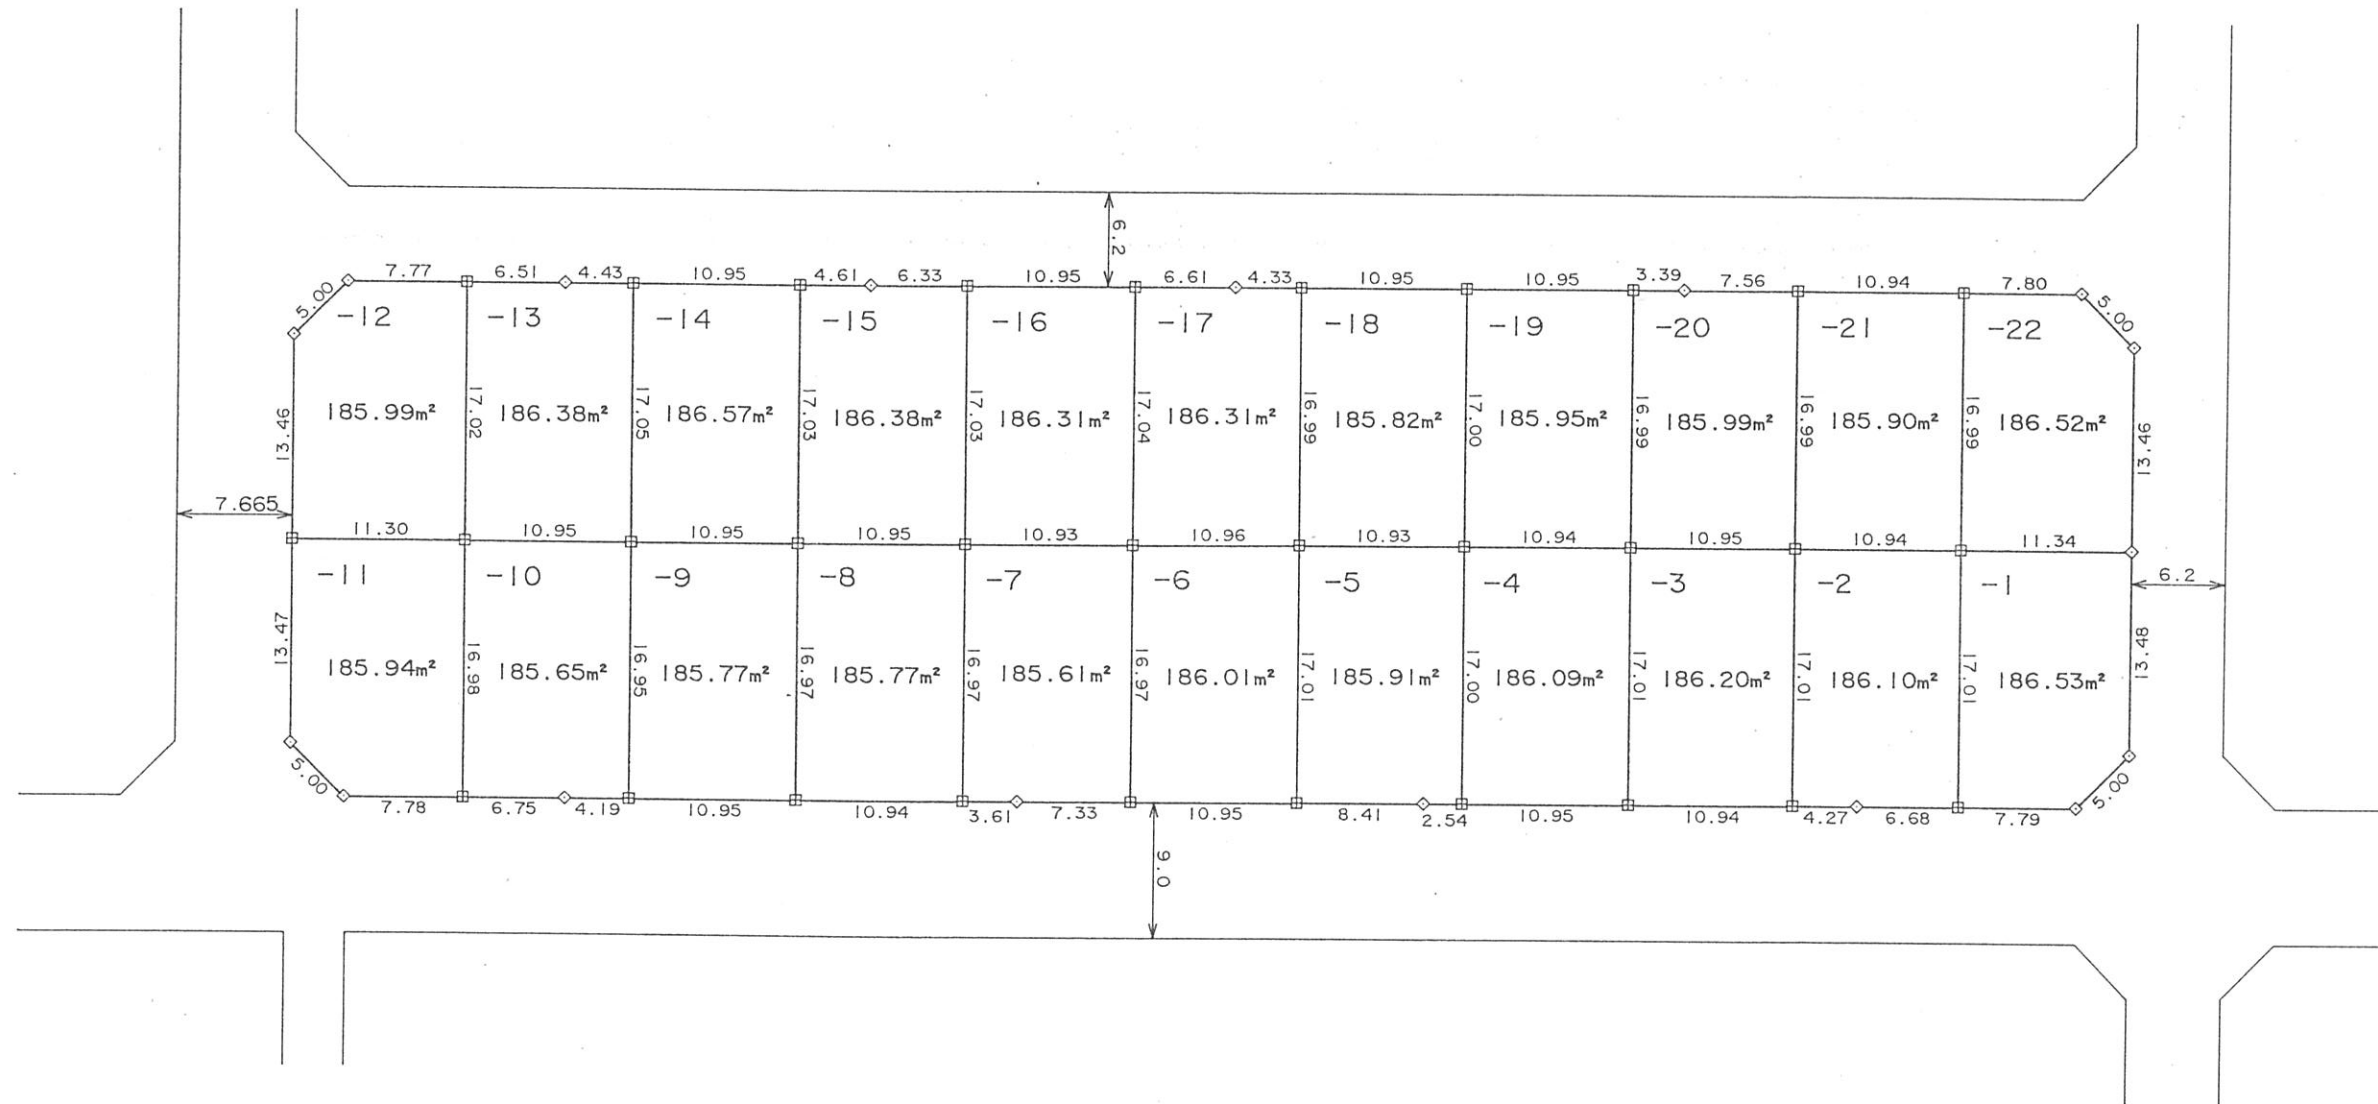 6.2
7.77 6.51 4.43 10.95 4.61 6.33 10.95 6.61 4.33 10.95 10.95 3.39 7.56 10.94 7.80
5.00 5.00
-12 -13 -14 -15 -16 -17 -18 -19 -20 -21 -22
13.46 17.02 17.05 17.03 17.03 17.04 16.99 17.00 16.99 16.99 16.99 13.46
185.99m² 186.38m² 186.57m² 186.38m² 186.31m² 186.31m² 185.82m² 185.95m² 185.99m² 185.90m² 186.52m²
7.665
11.30 10.95 10.95 10.95 10.93 10.96 10.93 10.94 10.95 10.94 11.34
-11 -10 -9 -8 -7 -6 -5 -4 -3 -2 -1
6.2
13.47 16.98 16.95 16.97 16.97 16.97 17.01 17.00 17.01 17.01 17.01 13.48
185.94m² 185.65m² 185.77m² 185.77m² 185.61m² 186.01m² 185.91m² 186.09m² 186.20m² 186.10m² 186.53m²
5.00 5.00
7.78 6.75 4.19 10.95 10.94 3.61 7.33 10.95 8.41 2.54 10.95 10.94 4.27 6.68 7.79
9.0